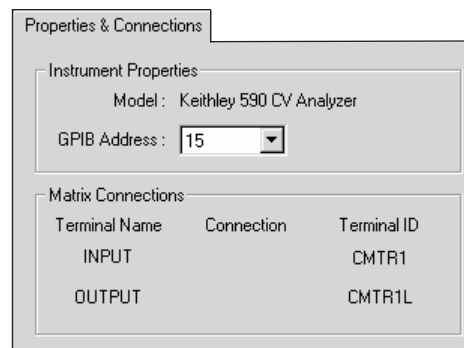 Properties & Connections
Instrument Properties
Model : Keithley 590 CV Analyzer
GPIB Address : 15
Matrix Connections
Terminal Name Connection Terminal ID
INPUT CMTR1
OUTPUT CMTR1L